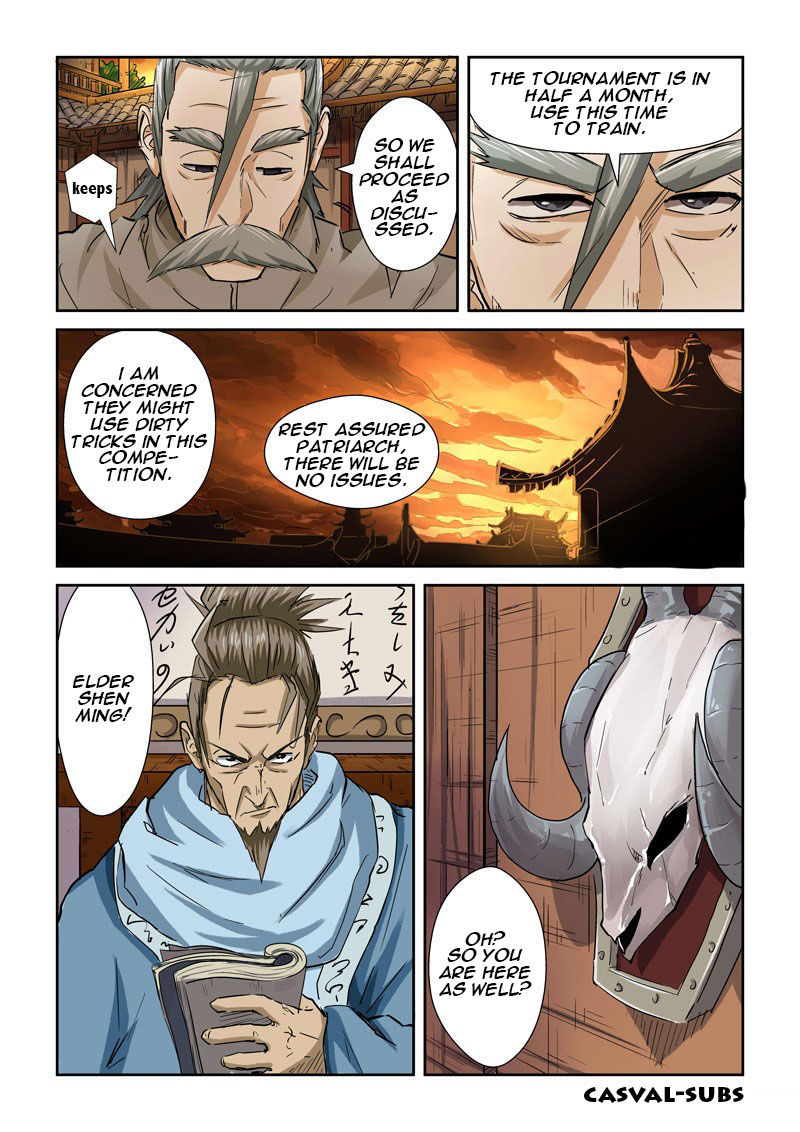 keeps
SO WE
SHALL
PROCEED
AS
DISCU-
SSED.
THE TOURNAMENT IS IN
HALF A MONTH,
USE THIS TIME
TO TRAIN.
I AM
CONCERNED
THEY MIGHT
USE DIRTY
TRICKS IN THIS
COMPE-
TITION.
REST ASSURED
PATRIARCH,
THERE WILL BE
NO ISSUES.
ELDER
SHEN
MING!
OH?
SO YOU
ARE HERE
AS WELL?
CASVAL-SUBS